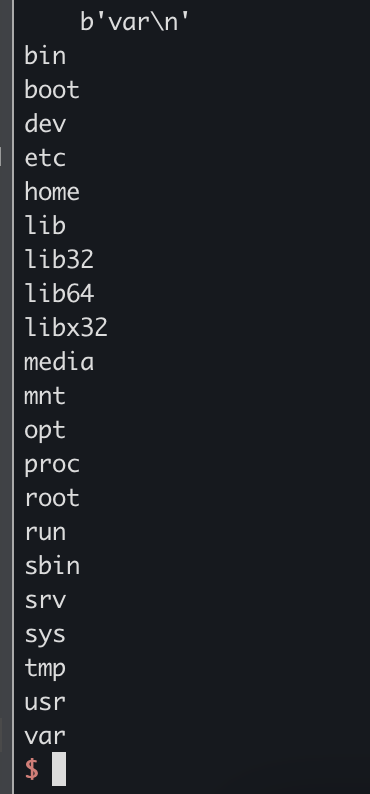 b'var\n'
bin
boot
dev
etc
home
lib
lib32
lib64
libx32
media
mnt
opt
proc
root
run
sbin
srv
sys
tmp
usr
var
$